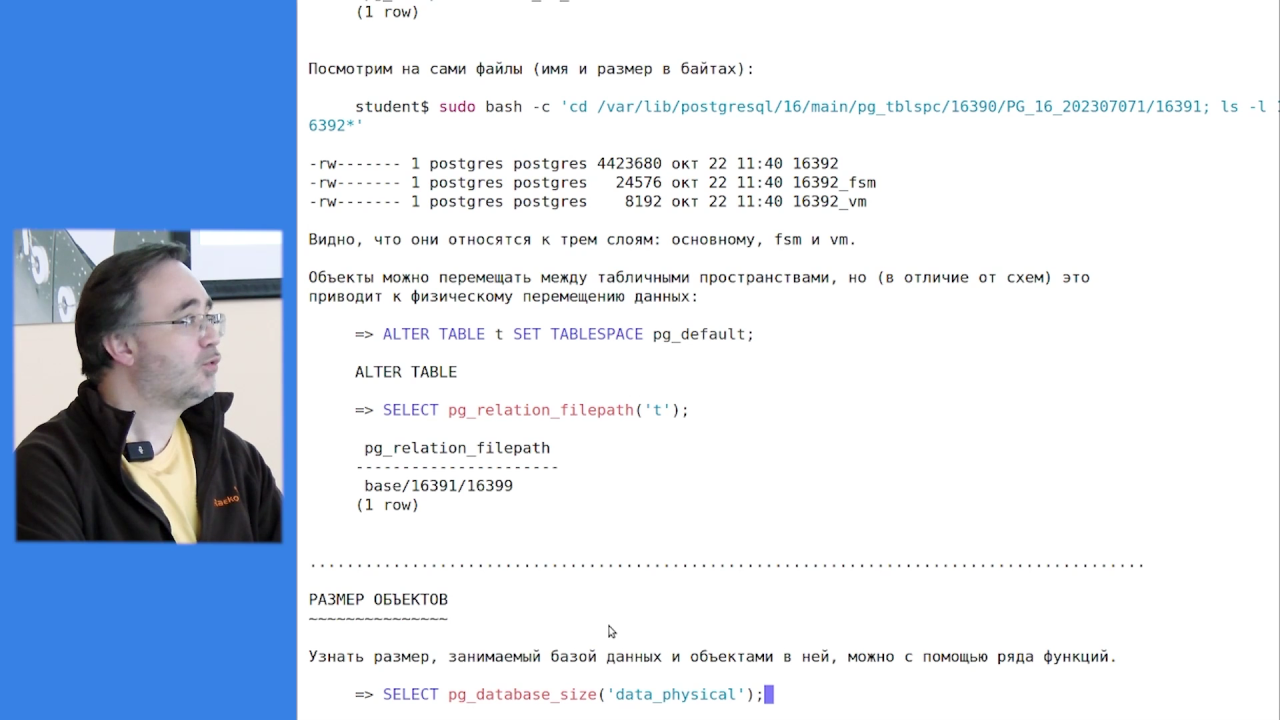 (1 row)
Посмотрим на сами файлы (имя и размер в байтах):
student$ sudo bash -c 'cd /var/lib/postgresql/16/main/pg_tblspc/16390/PG_16_202307071/16391; ls -l 1
6392*'
-rw------- 1 postgres postgres 4423680 окт 22 11:40 16392
-rw------- 1 postgres postgres   24576 окт 22 11:40 16392_fsm
-rw------- 1 postgres postgres    8192 окт 22 11:40 16392_vm
Видно, что они относятся к трем слоям: основному, fsm и vm.
Объекты можно перемещать между табличными пространствами, но (в отличие от схем) это
приводит к физическому перемещению данных:
=> ALTER TABLE t SET TABLESPACE pg_default;
ALTER TABLE
=> SELECT pg_relation_filepath('t');
pg_relation_filepath
----------------------
base/16391/16399
(1 row)
..........................................................................................
РАЗМЕР ОБЪЕКТОВ
~~~~~~~~~~~~~~~
Узнать размер, занимаемый базой данных и объектами в ней, можно с помощью ряда функций.
=> SELECT pg_database_size('data_physical');